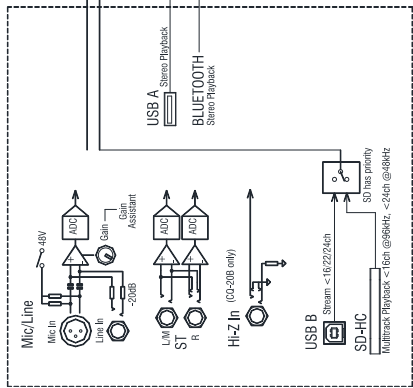 USB A
Stereo Playback
BLUETOOTH
Stereo Playback
Mic/Line
48V
Mic In
Line In
-20dB
ADC
Gain
Gain
Assistant
ST
L/M
R
ADC
ADC
Hi-Z In
(CQ-20B only)
SD has priority
USB B
Stream <16/22/24ch
SD-HC
Multitrack Playback <16ch @96kHz, <24ch @48kHz